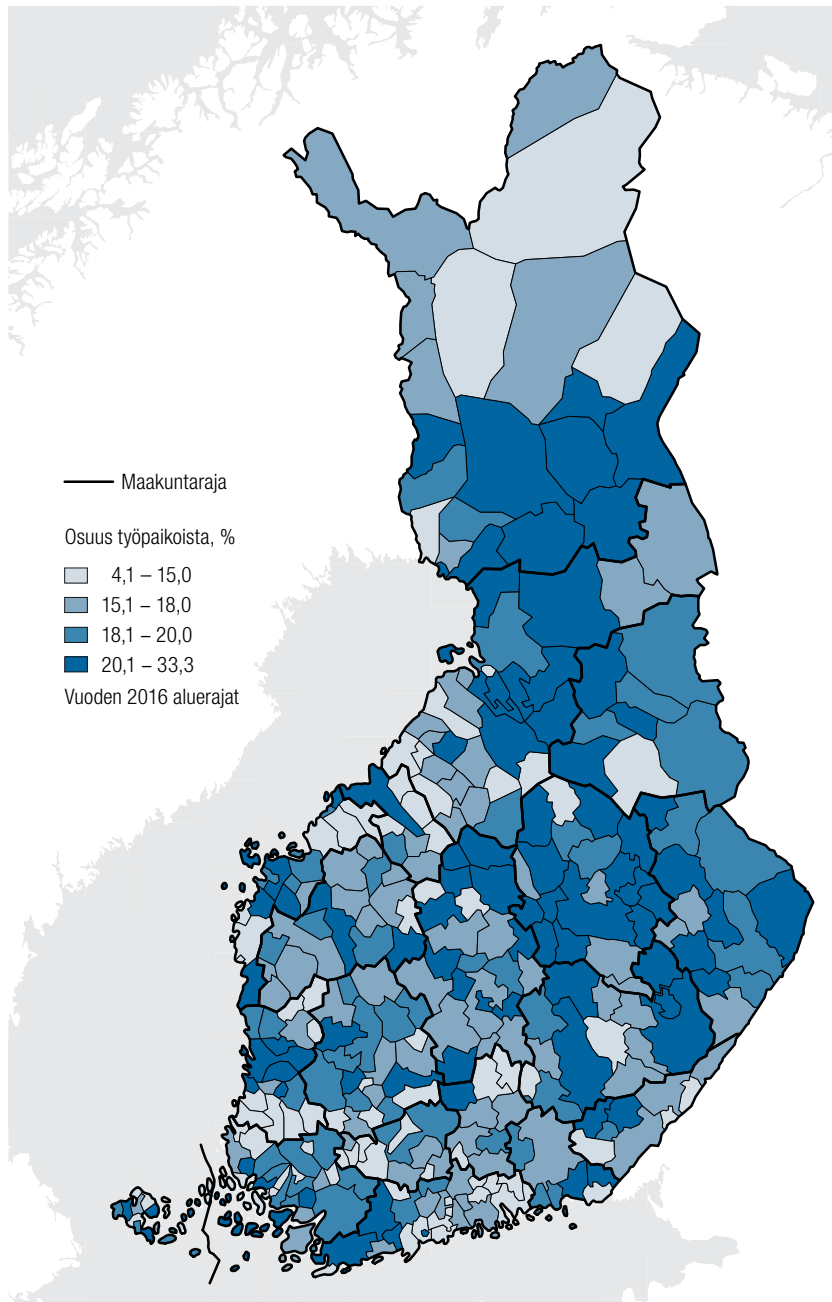 Maakuntaraja
Osuus työpaikoista, %
4,1 – 15,0
15,1 – 18,0
18,1 – 20,0
20,1 – 33,3
Vuoden 2016 aluerajat